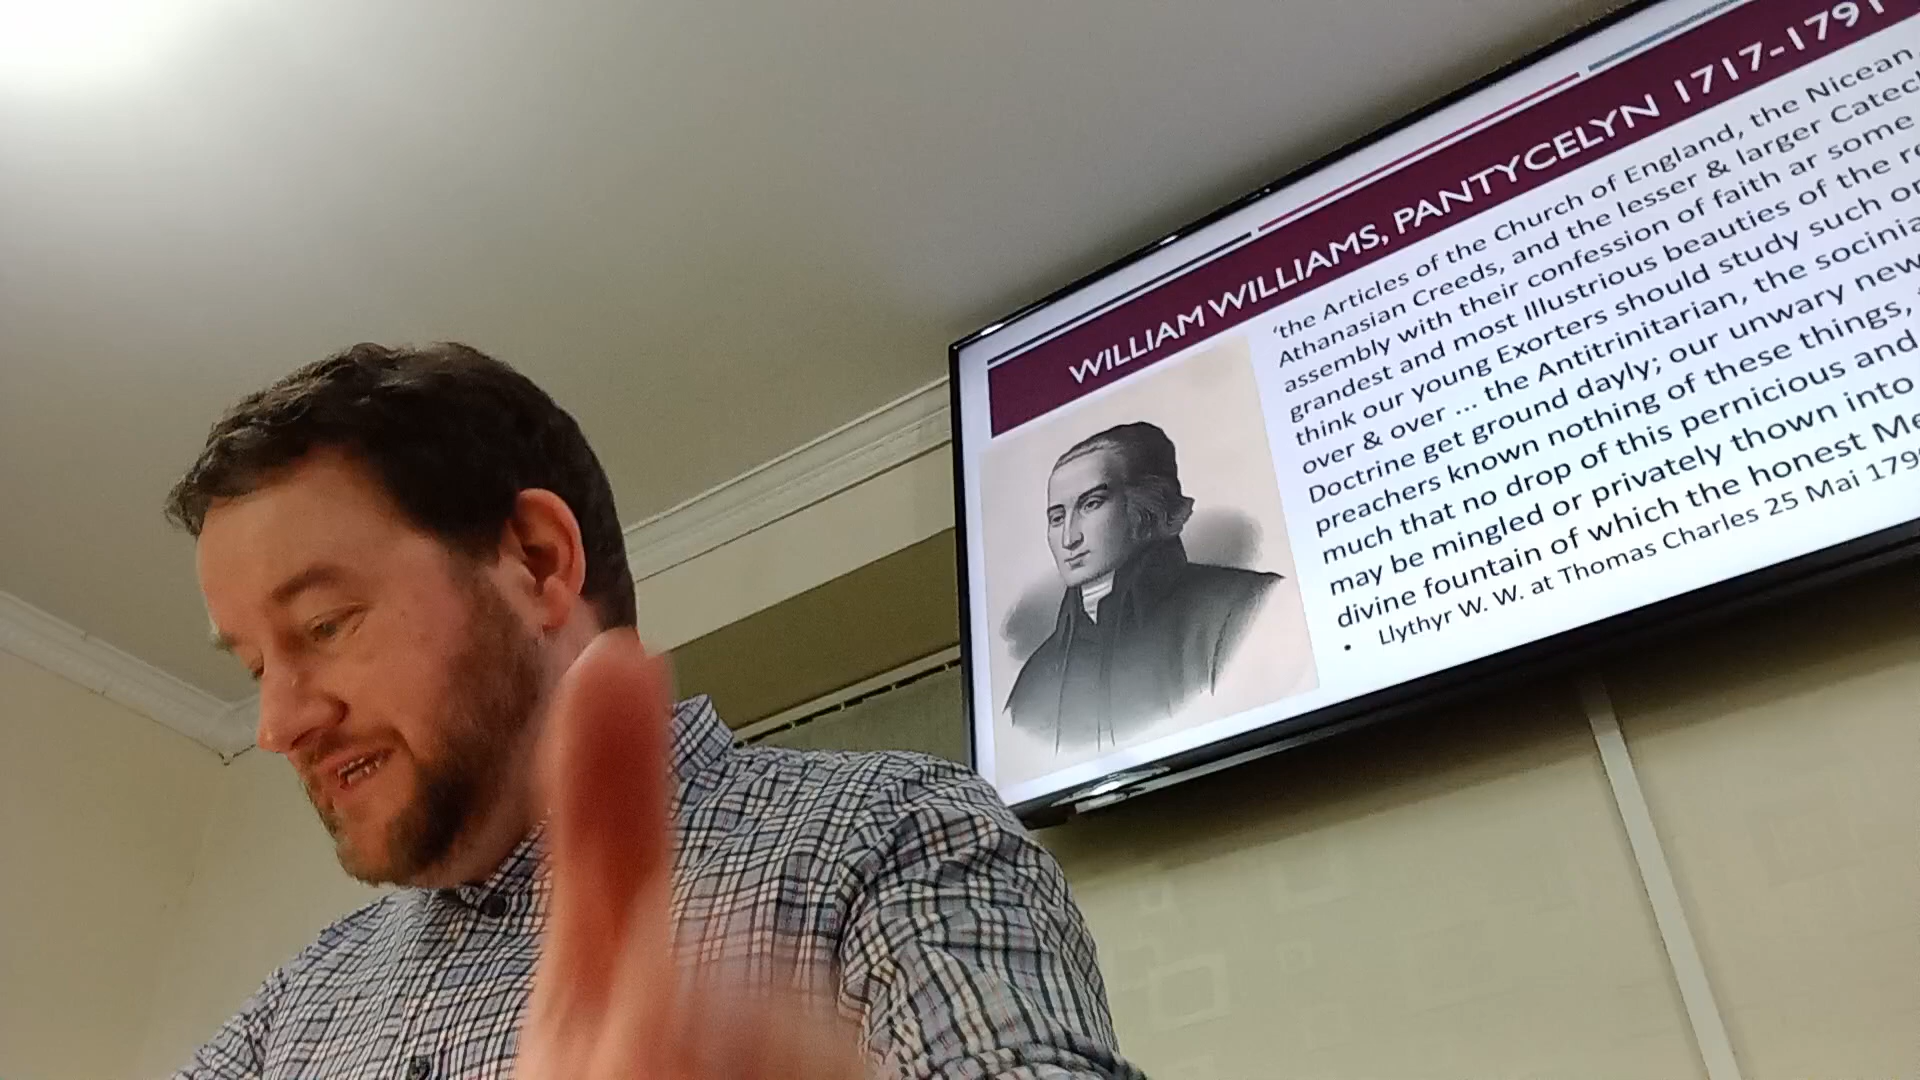 WILLIAM WILLIAMS, PANTYCELYN 1717-1791
‘the Articles of the Church of England, the Nicean
Athanasian Creeds, and the lesser & larger
assembly with their confession of faith ar some
grandest and most Illustrious beauties of the
think our young Exorters should study such
over & over ... the Antitrinitarian, the
Doctrine get ground dayly; our unwary new
preachers known nothing of these things,
much that no drop of this pernicious and
may be mingled or privately thown into
divine fountain of which the honest
• Llythyr W. W. at Thomas Charles 25 Mai